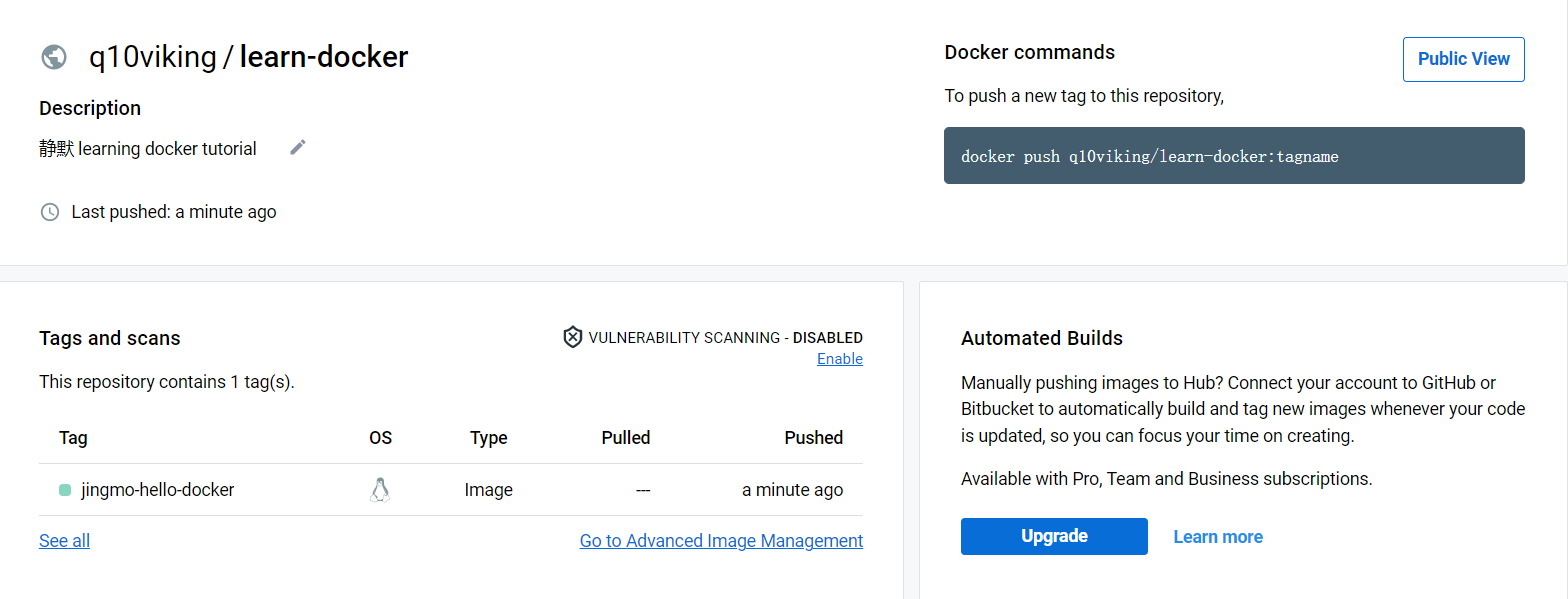 q10viking / learn-docker
Description
静默 learning docker tutorial
Last pushed: a minute ago
Docker commands
Public View
To push a new tag to this repository,
docker push q10viking/learn-docker:tagname
Tags and scans
VULNERABILITY SCANNING - DISABLED
Enable
This repository contains 1 tag(s).
Tag OS Type Pulled Pushed
jingmo-hello-docker Image --- a minute ago
See all
Go to Advanced Image Management
Automated Builds
Manually pushing images to Hub? Connect your account to GitHub or
Bitbucket to automatically build and tag new images whenever your code
is updated, so you can focus your time on creating.
Available with Pro, Team and Business subscriptions.
Upgrade
Learn more